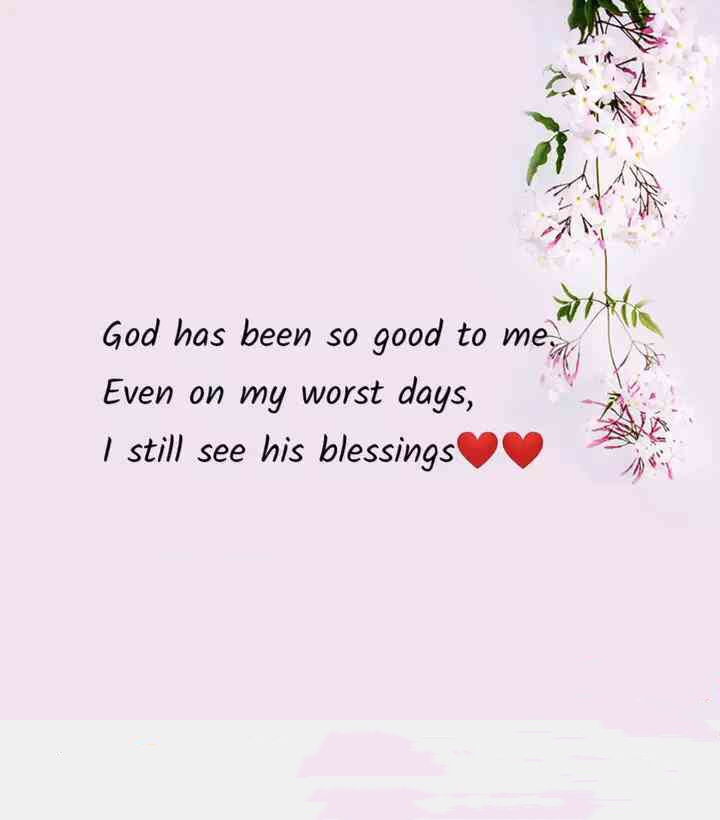 God has been so good to me.
Even on my worst days,
I still see his blessings❤️❤️